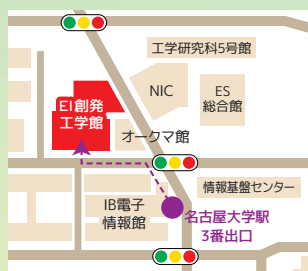 工学研究科5号館
NIC
ES
総合館
EI創発
工学館
オークマ館
情報基盤センター
IB電子
情報館
名古屋大学駅
3番出口